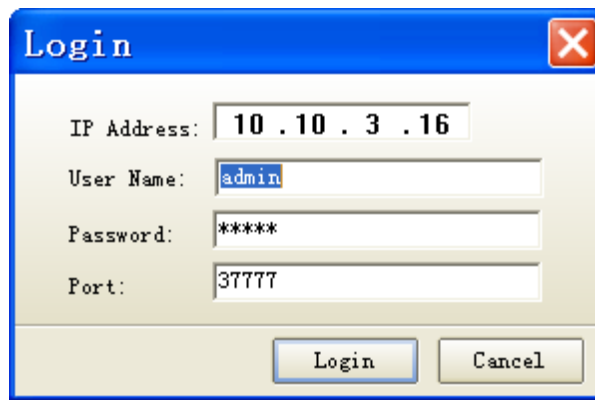 Login
IP Address: 10 .10 . 3 .16
User Name: admin
Password: *****
Port: 37777
Login Cancel